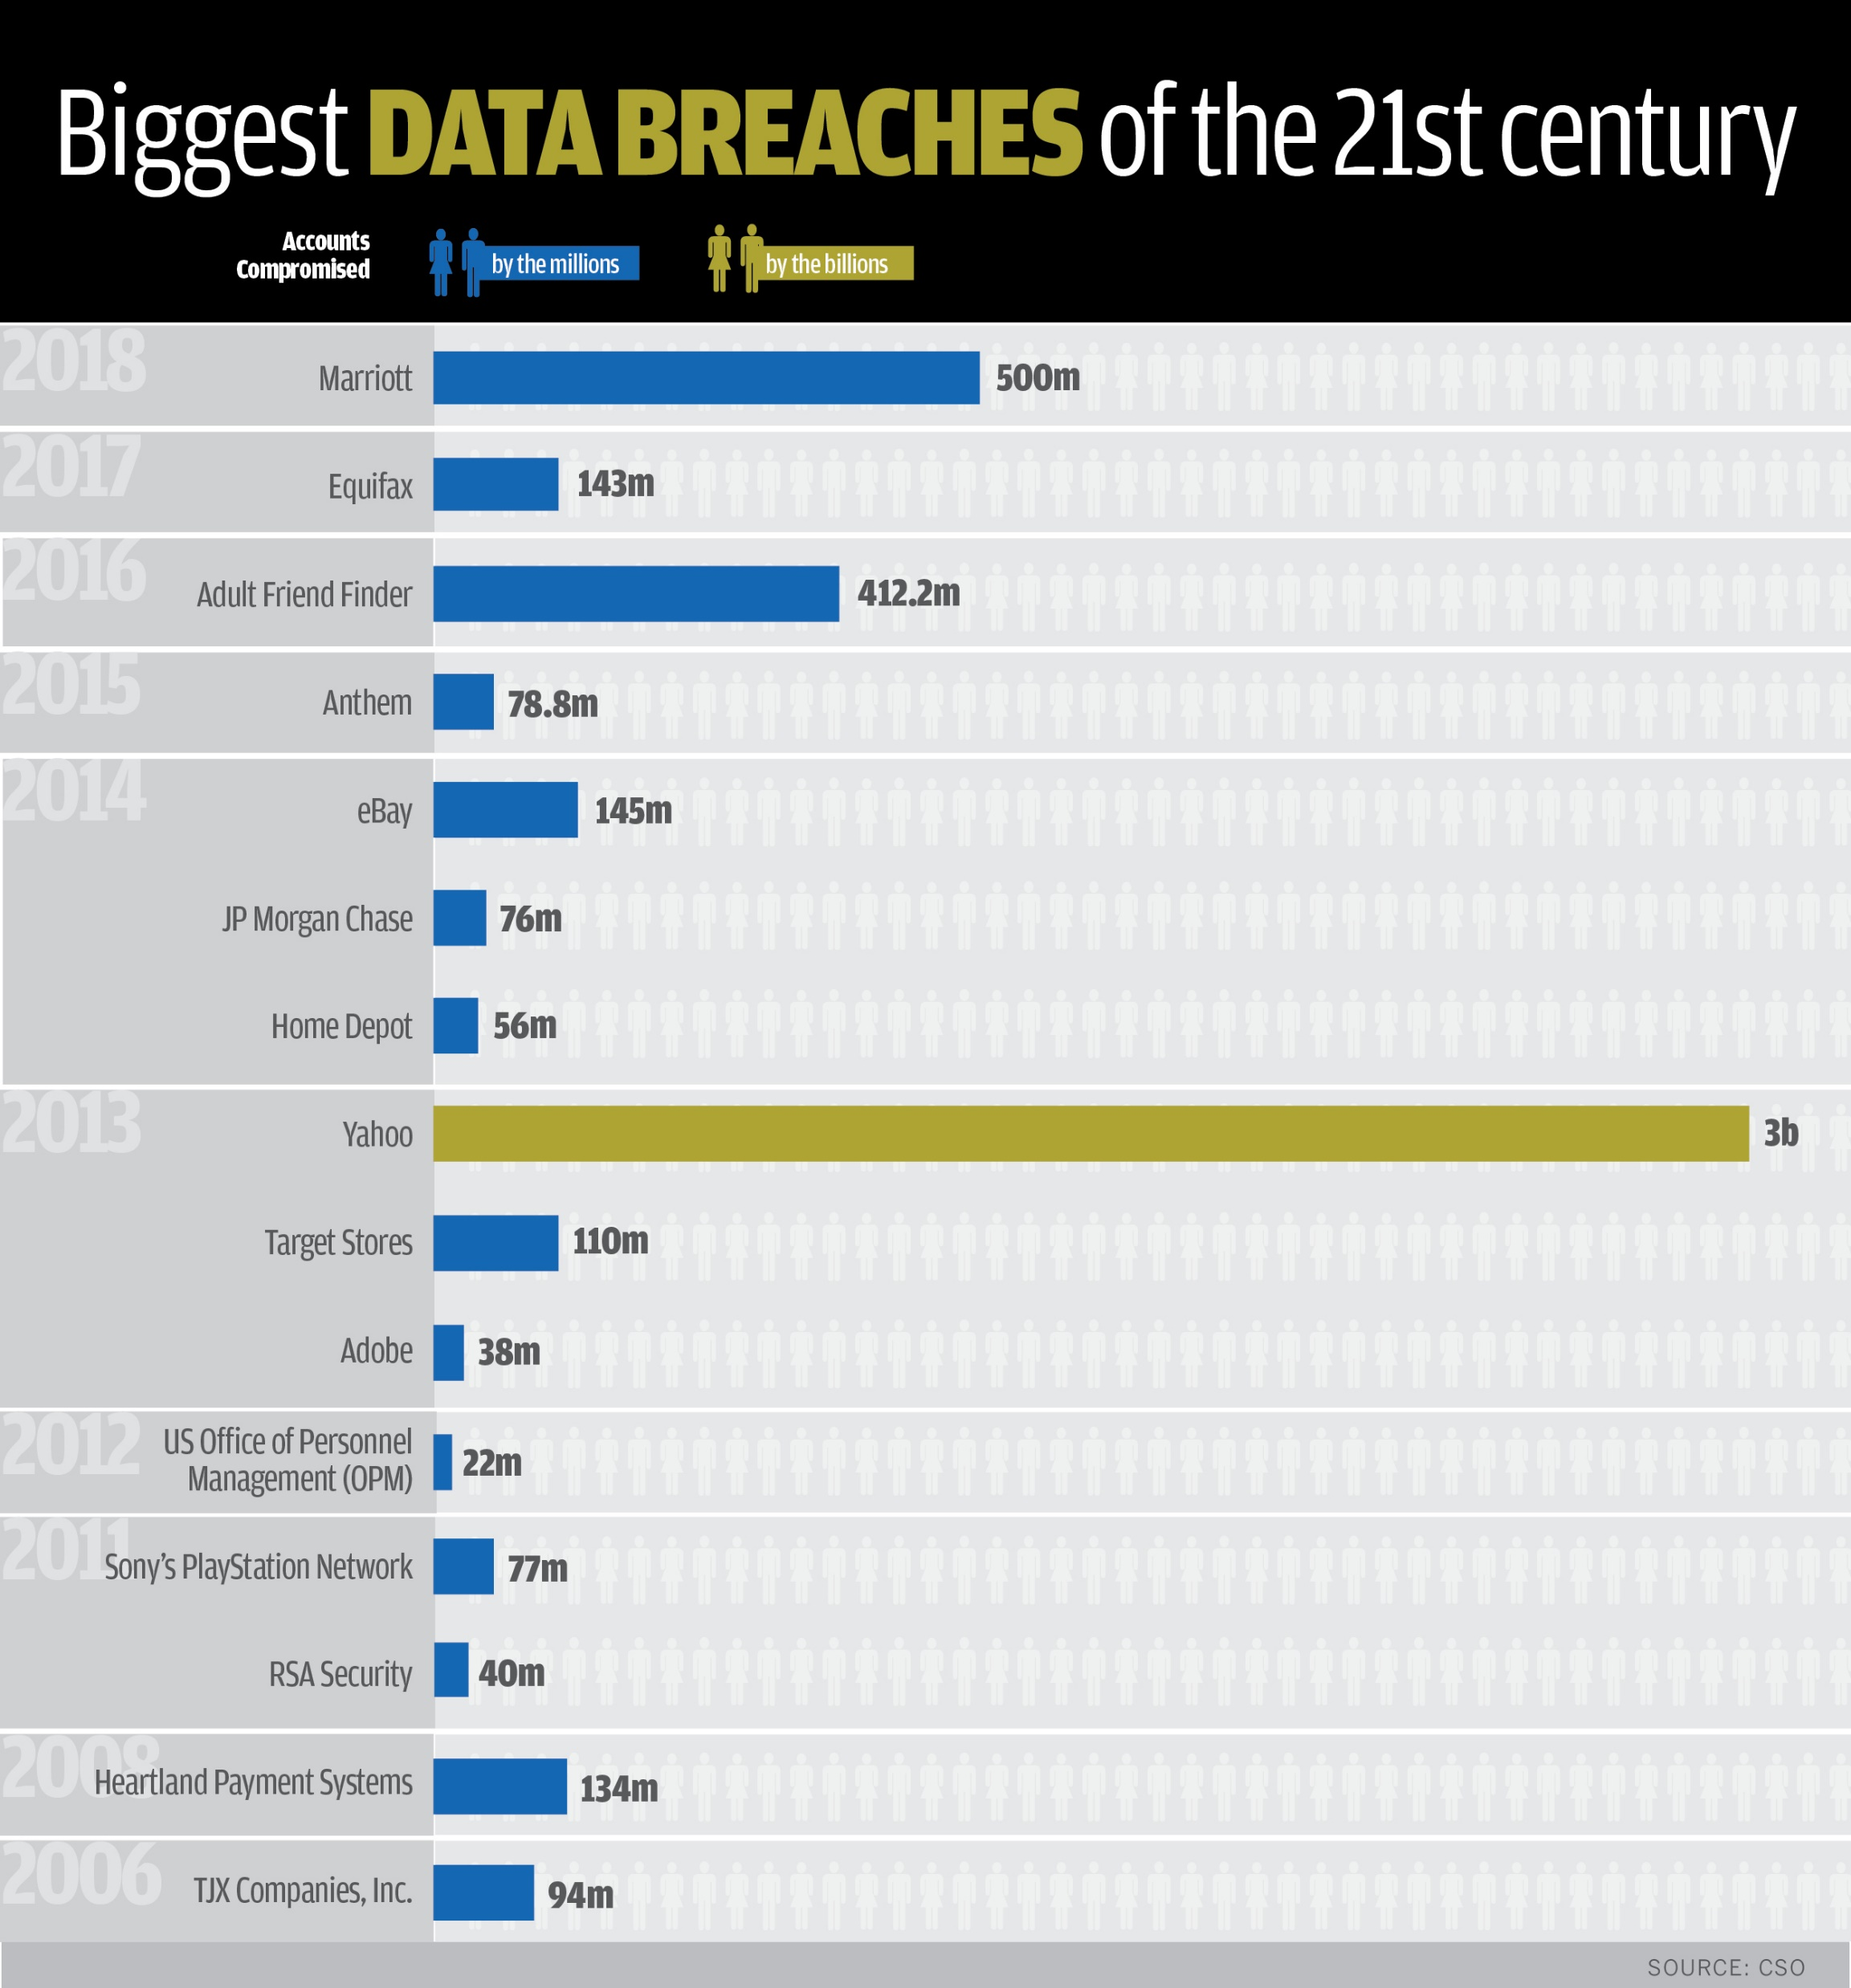 Biggest DATA BREACHES of the 21st century
Accounts
Compromised
by the millions
by the billions
2018
Marriott
500m
2017
Equifax
143m
2016
Adult Friend Finder
412.2m
2015
Anthem
78.8m
2014
eBay
145m
JP Morgan Chase
76m
Home Depot
56m
2013
Yahoo
3b
Target Stores
110m
Adobe
38m
2012
US Office of Personnel
Management (OPM)
22m
2011
Sony’s PlayStation Network
77m
RSA Security
40m
2008
Heartland Payment Systems
134m
2006
TJX Companies, Inc.
94m
SOURCE: CSO